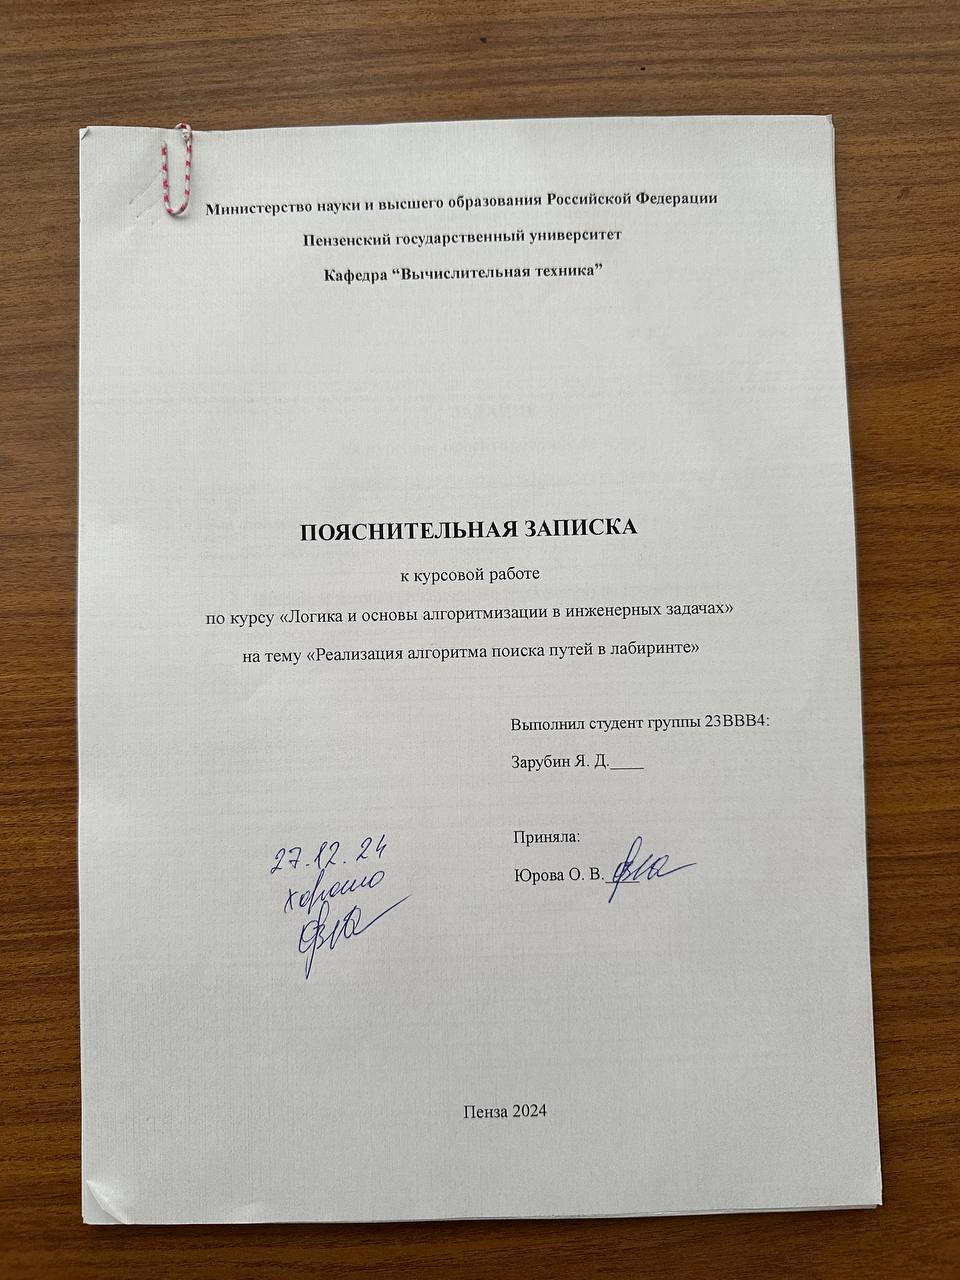 Министерство науки и высшего образования Российской Федерации
Пензенский государственный университет
Кафедра “Вычислительная техника”
ПОЯСНИТЕЛЬНАЯ ЗАПИСКА
к курсовой работе
по курсу «Логика и основы алгоритмизации в инженерных задачах»
на тему «Реализация алгоритма поиска путей в лабиринте»
Выполнил студент группы 23ВВВ4:
Зарубин Я. Д.____
Приняла:
Юрова О. В.____
27.12.24
хорошо
Пенза 2024